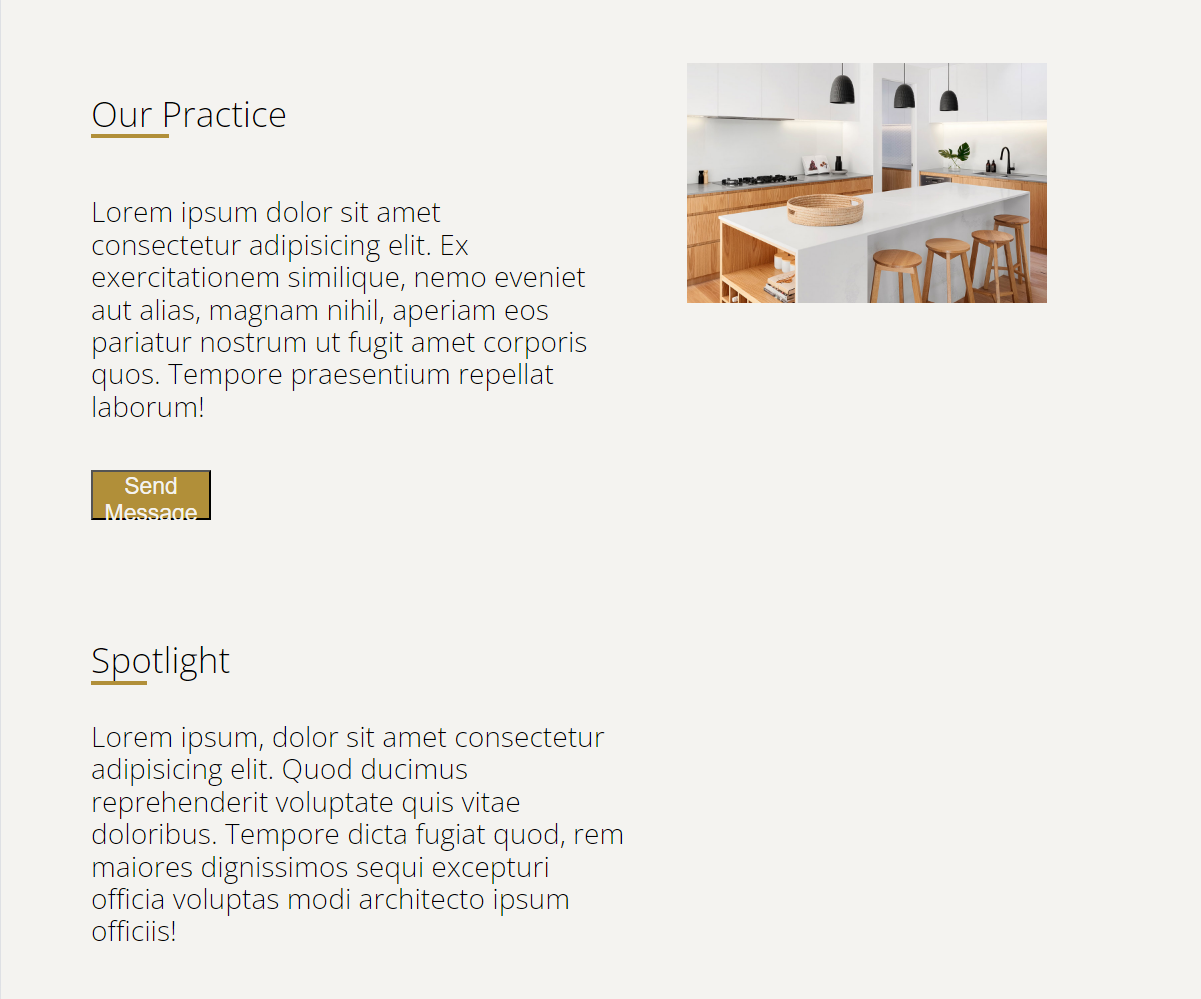 Our Practice
Lorem ipsum dolor sit amet
consectetur adipisicing elit. Ex
exercitationem similique, nemo eveniet
aut alias, magnam nihil, aperiam eos
pariatur nostrum ut fugit amet corporis
quos. Tempore praesentium repellat
laborum!
Send
Message
Spotlight
Lorem ipsum, dolor sit amet consectetur
adipisicing elit. Quod ducimus
reprehenderit voluptate quis vitae
doloribus. Tempore dicta fugiat quod, rem
maiores dignissimos sequi excepturi
officia voluptas modi architecto ipsum
officiis!